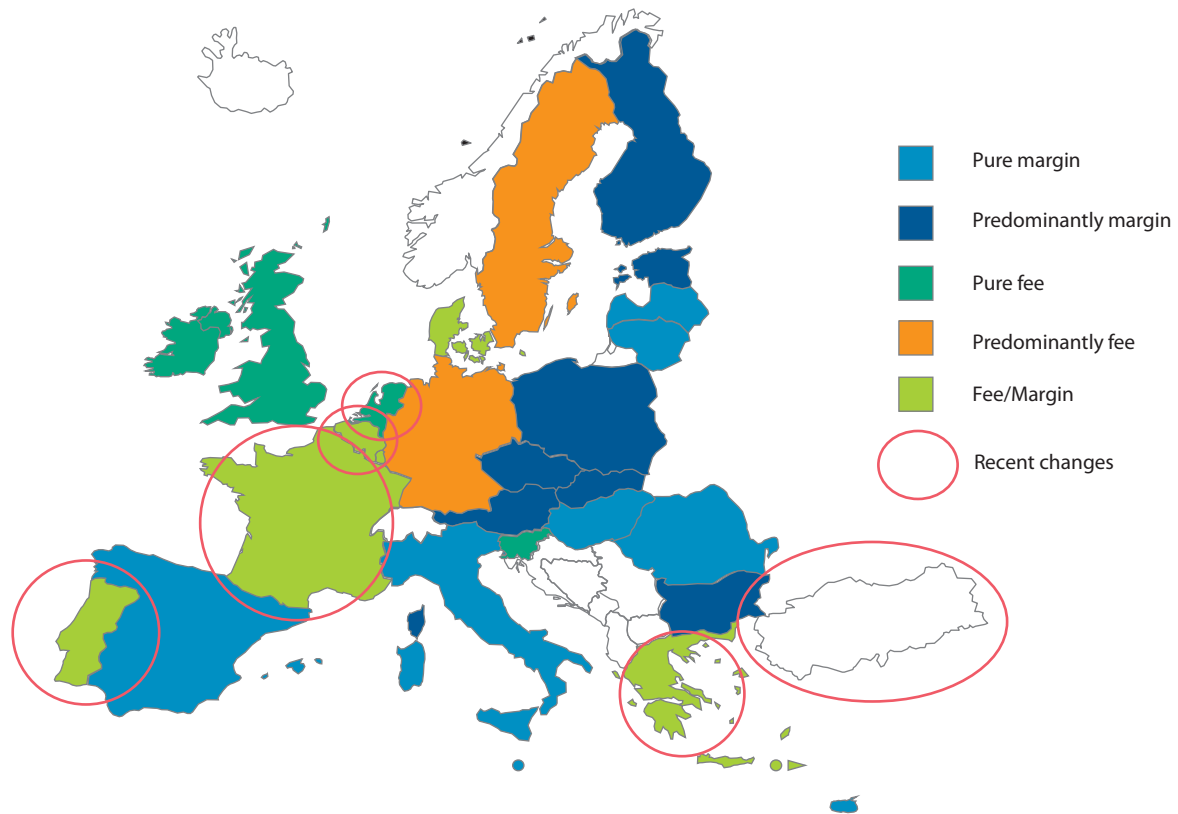 Pure margin
Predominantly margin
Pure fee
Predominantly fee
Fee/Margin
Recent changes